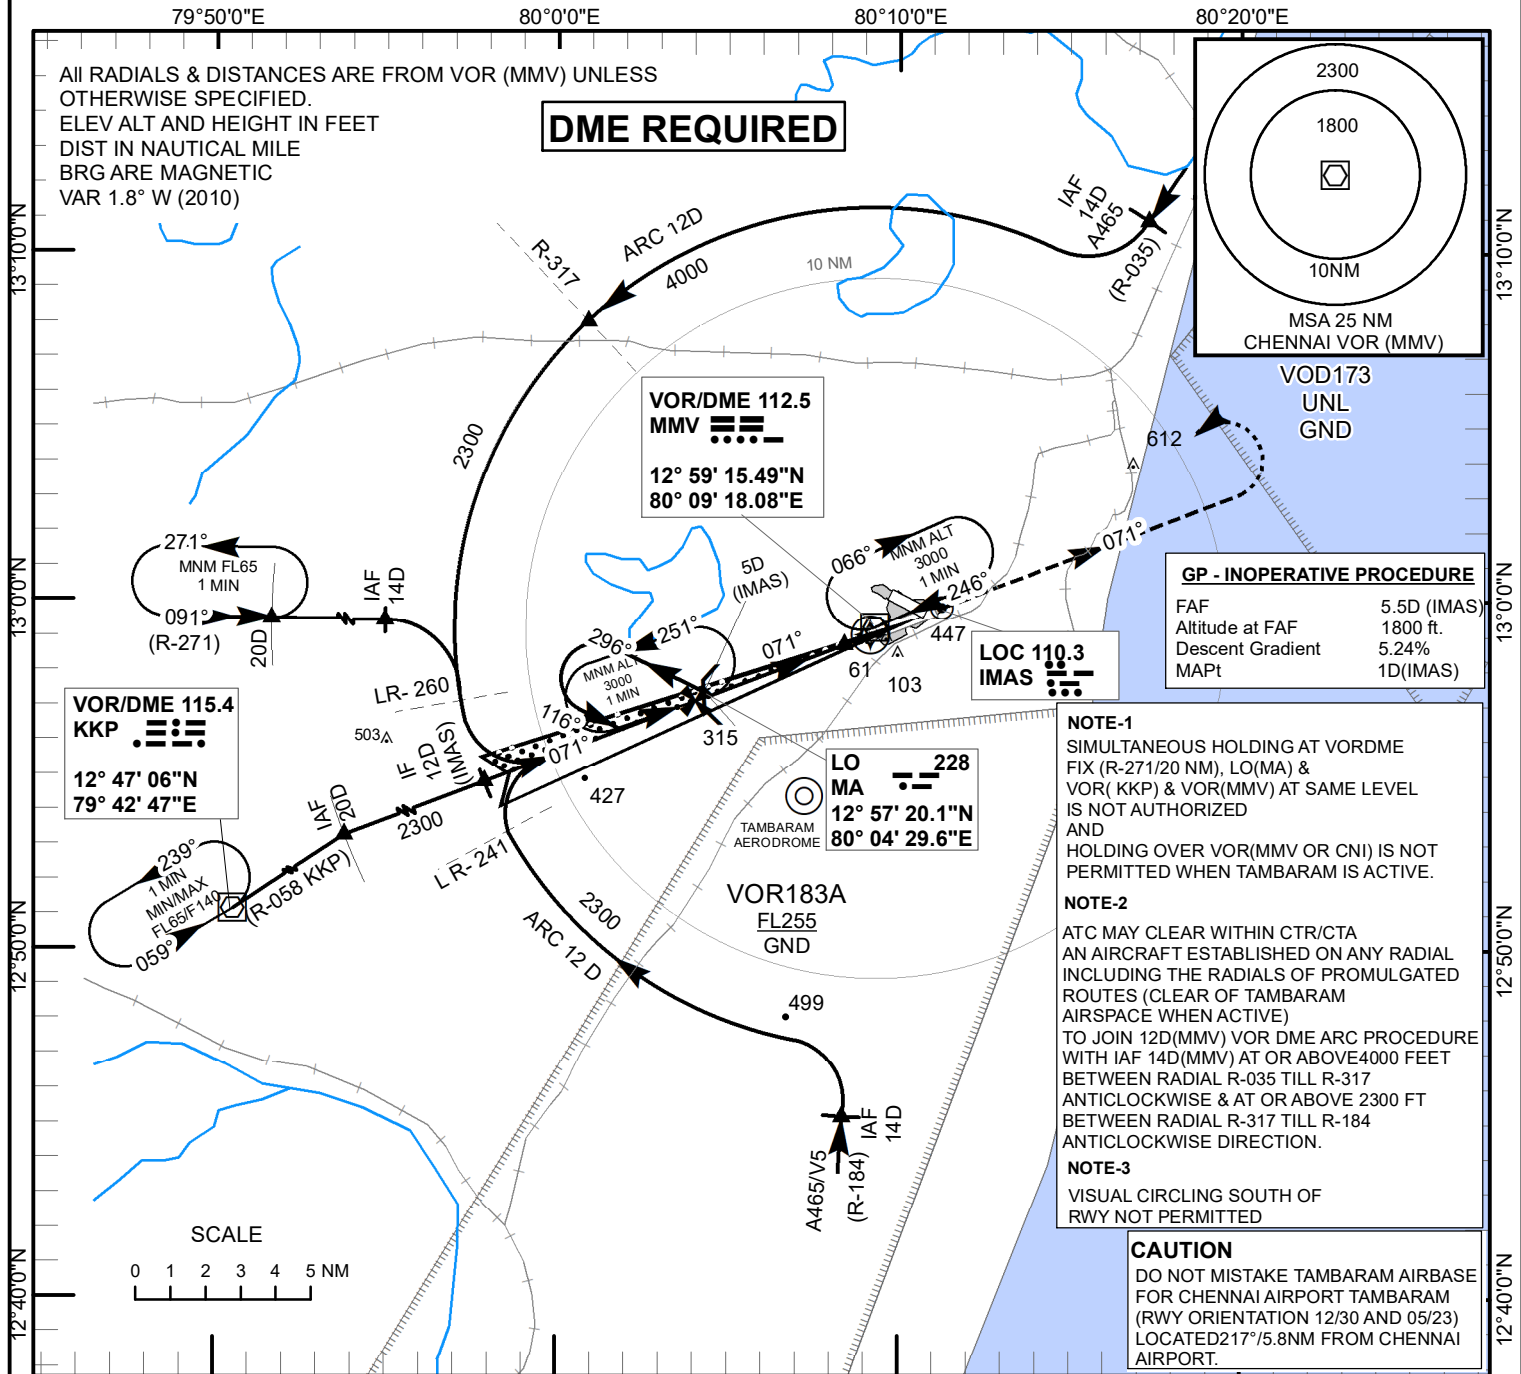 79°50'0"E
80°0'0"E
80°10'0"E
80°20'0"E
All RADIALS & DISTANCES ARE FROM VOR (MMV) UNLESS
OTHERWISE SPECIFIED.
ELEV ALT AND HEIGHT IN FEET
DIST IN NAUTICAL MILE
BRG ARE MAGNETIC
VAR 1.8° W (2010)
DME REQUIRED
2300
1800
10NM
MSA 25 NM
CHENNAI VOR (MMV)
VOD173
UNL
GND
IAF
14D
A465
(R-035)
ARC 12D
4000
R-317
10 NM
13°10'0"N
13°10'0"N
2300
VOR/DME 112.5
MMV
12° 59' 15.49"N
80° 09' 18.08"E
612
071°
271°
MNM FL65
1 MIN
091°
(R-271)
20D
IAF
14D
13°0'0"N
13°0'0"N
5D
(IMAS)
066°
MNM ALT
3000
1 MIN
246°
447
61
103
296°
251°
MNM ALT
3000
1 MIN
116°
071°
071°
315
GP - INOPERATIVE PROCEDURE
FAF 5.5D (IMAS)
Altitude at FAF 1800 ft.
Descent Gradient 5.24%
MAPt 1D(IMAS)
LOC 110.3
IMAS
LR- 260
503
VOR/DME 115.4
KKP
12° 47' 06"N
79° 42' 47"E
IF
12D
(IMAS)
IAF
20D
2300
427
L R- 241
LO 228
MA
12° 57' 20.1"N
80° 04' 29.6"E
TAMBARAM
AERODROME
239°
1 MIN
MIN/MAX
FL65/F140
059°
(R-058 KKP)
VOR183A
FL255
GND
2300
ARC 12 D
499
12°50'0"N
12°50'0"N
IAF
14D
A465/V5
(R-184)
NOTE-1
SIMULTANEOUS HOLDING AT VORDME
FIX (R-271/20 NM), LO(MA) &
VOR( KKP) & VOR(MMV) AT SAME LEVEL
IS NOT AUTHORIZED
AND
HOLDING OVER VOR(MMV OR CNI) IS NOT
PERMITTED WHEN TAMBARAM IS ACTIVE.
NOTE-2
ATC MAY CLEAR WITHIN CTR/CTA
AN AIRCRAFT ESTABLISHED ON ANY RADIAL
INCLUDING THE RADIALS OF PROMULGATED
ROUTES (CLEAR OF TAMBARAM
AIRSPACE WHEN ACTIVE)
TO JOIN 12D(MMV) VOR DME ARC PROCEDURE
WITH IAF 14D(MMV) AT OR ABOVE4000 FEET
BETWEEN RADIAL R-035 TILL R-317
ANTICLOCKWISE & AT OR ABOVE 2300 FT
BETWEEN RADIAL R-317 TILL R-184
ANTICLOCKWISE DIRECTION.
NOTE-3
VISUAL CIRCLING SOUTH OF
RWY NOT PERMITTED
CAUTION
DO NOT MISTAKE TAMBARAM AIRBASE
FOR CHENNAI AIRPORT TAMBARAM
(RWY ORIENTATION 12/30 AND 05/23)
LOCATED217°/5.8NM FROM CHENNAI
AIRPORT.
SCALE
0 1 2 3 4 5 NM
12°40'0"N
12°40'0"N